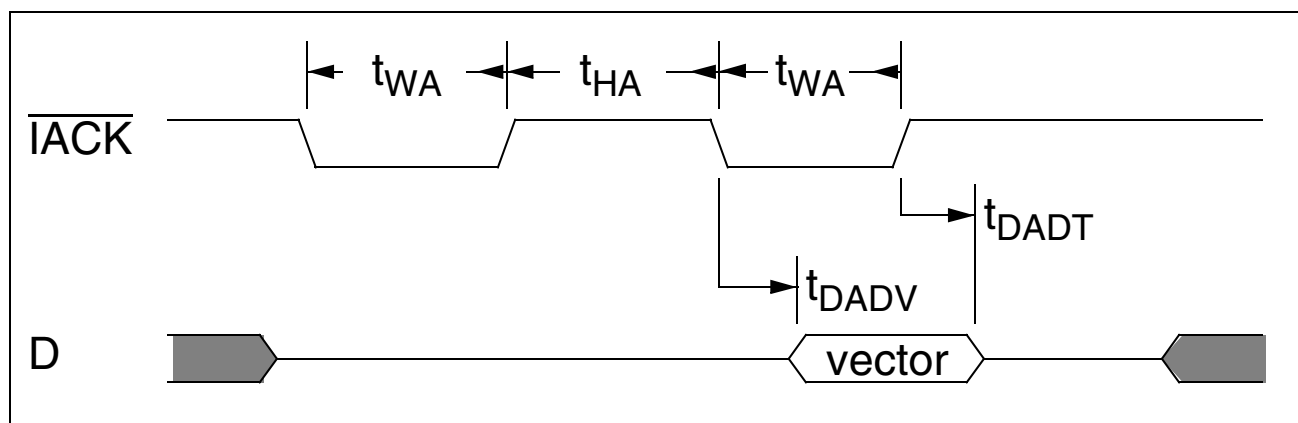 tWA tHA tWA
IACK
tDADT
tDADV
D vector